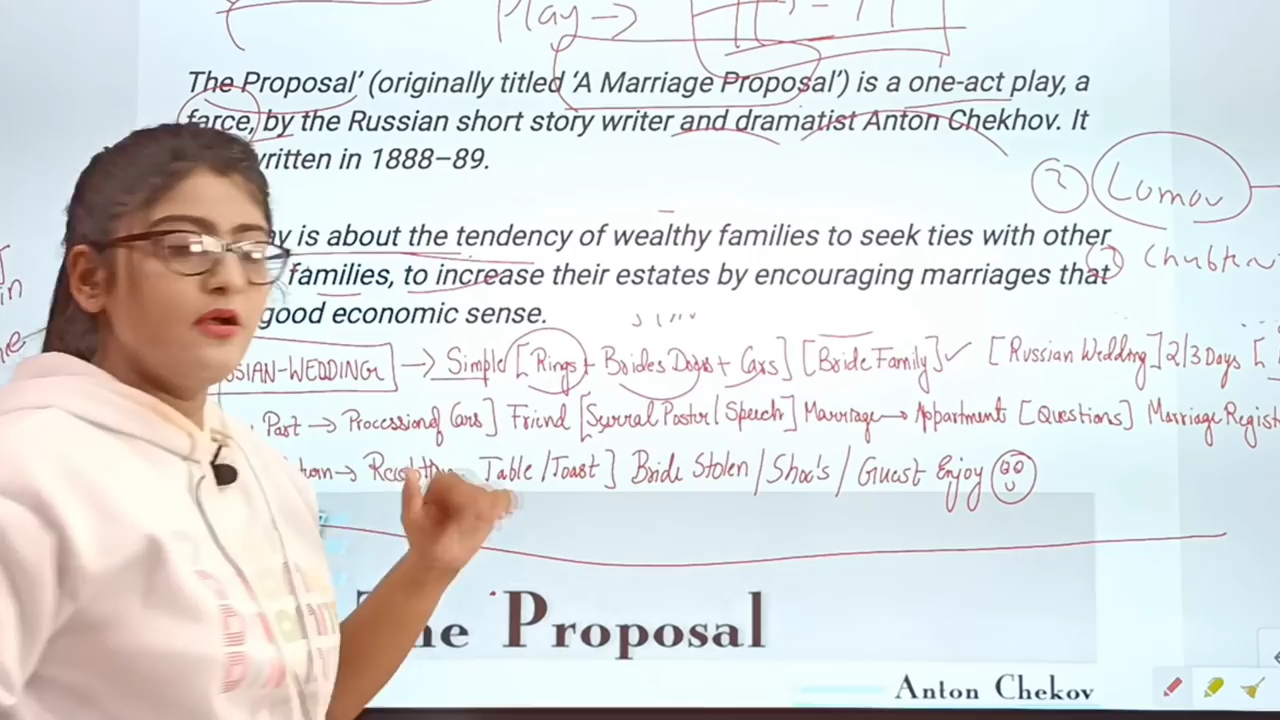 Play →
The Proposal' (originally titled 'A Marriage Proposal') is a one-act play, a
farce, by the Russian short story writer and dramatist Anton Chekhov. It
written in 1888–89.
② Lomov
is about the tendency of wealthy families to seek ties with other
families, to increase their estates by encouraging marriages that
good economic sense.
SIAN-WEDDING → Simple [Rings + Brides Dress + Cars] [Bride Family] ✓ [Russian Wedding] 2/3 Days [
Part → Procession of Cars] Friend [ Poster / Speech] Marriage → Appartments [Questions] Marriage Regist
Table / Toast ] Bride Stolen / Shoe's / Guest Enjoy
The Proposal
Anton Chekov